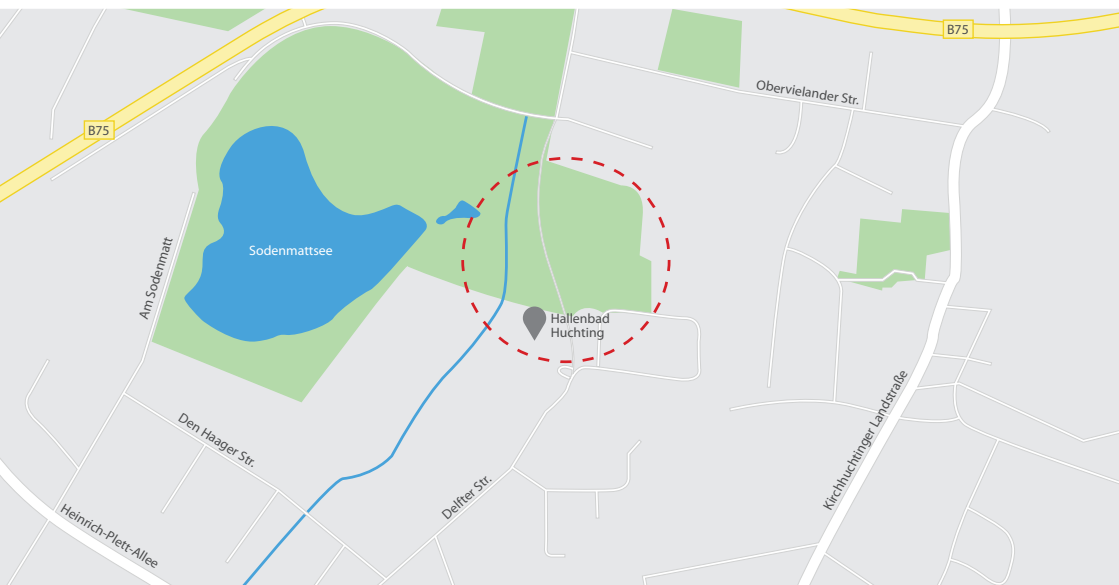 B75
Obervielander Str.
B75
Am Sodenmatt
Sodenmattsee
Hallenbad
Huchting
Kirchhuchtinger Landstraße
Den Haager Str.
Delfter Str.
Heinrich-Plett-Allee